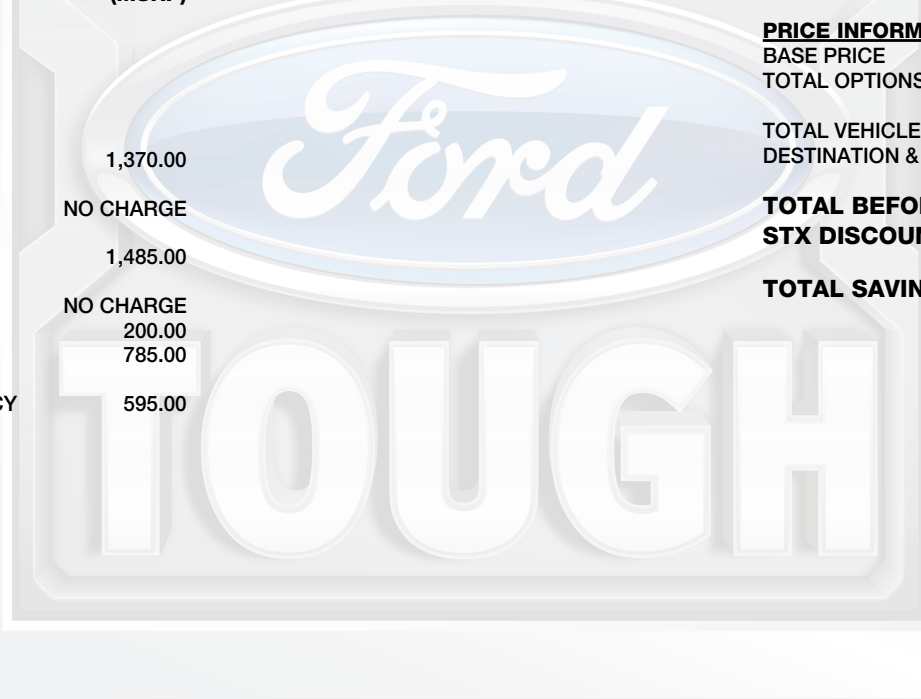 (MSRP)
1,370.00
NO CHARGE
1,485.00
NO CHARGE
200.00
785.00
CY 595.00
PRICE INFORM
BASE PRICE
TOTAL OPTIONS
TOTAL VEHICLE
DESTINATION &
TOTAL BEFO
STX DISCOU
TOTAL SAVIN
Ford
TOUGH